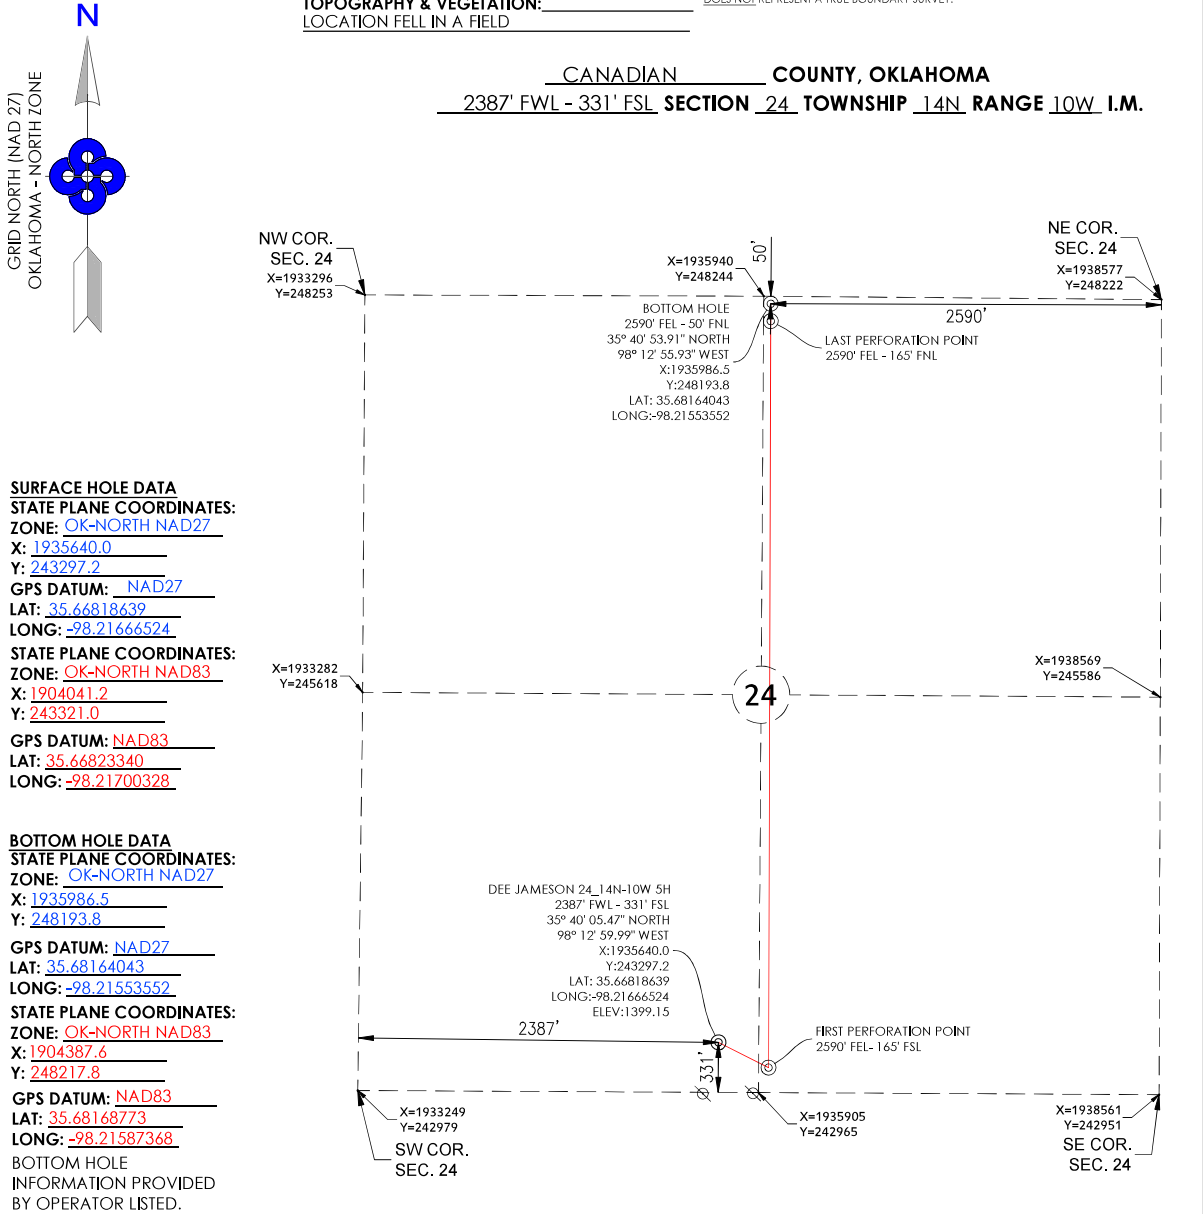 TOPOGRAPHY & VEGETATION:
LOCATION FELL IN A FIELD
DOES NOT REPRESENT A TRUE BOUNDARY SURVEY.
N
GRID NORTH (NAD 27)
OKLAHOMA - NORTH ZONE
CANADIAN COUNTY, OKLAHOMA
2387' FWL - 331' FSL SECTION 24 TOWNSHIP 14N RANGE 10W I.M.
NW COR.
SEC. 24
X=1933296
Y=248253
X=1935940
Y=248244
50'
NE COR.
SEC. 24
X=1938577
Y=248222
BOTTOM HOLE
2590' FEL - 50' FNL
35° 40' 53.91" NORTH
98° 12' 55.93" WEST
X:1935986.5
Y:248193.8
LAT: 35.68164043
LONG:-98.21553552
2590'
LAST PERFORATION POINT
2590' FEL - 165' FNL
SURFACE HOLE DATA
STATE PLANE COORDINATES:
ZONE: OK-NORTH NAD27
X: 1935640.0
Y: 243297.2
GPS DATUM: NAD27
LAT: 35.66818639
LONG: -98.21666524
STATE PLANE COORDINATES:
ZONE: OK-NORTH NAD83
X: 1904041.2
Y: 243321.0
GPS DATUM: NAD83
LAT: 35.66823340
LONG: -98.21700328
X=1933282
Y=245618
24
X=1938569
Y=245586
BOTTOM HOLE DATA
STATE PLANE COORDINATES:
ZONE: OK-NORTH NAD27
X: 1935986.5
Y: 248193.8
GPS DATUM: NAD27
LAT: 35.68164043
LONG: -98.21553552
STATE PLANE COORDINATES:
ZONE: OK-NORTH NAD83
X: 1904387.6
Y: 248217.8
GPS DATUM: NAD83
LAT: 35.68168773
LONG: -98.21587368
BOTTOM HOLE
INFORMATION PROVIDED
BY OPERATOR LISTED.
DEE JAMESON 24_14N-10W 5H
2387' FWL - 331' FSL
35° 40' 05.47" NORTH
98° 12' 59.99" WEST
X:1935640.0
Y:243297.2
LAT: 35.66818639
LONG:-98.21666524
ELEV:1399.15
2387'
331'
FIRST PERFORATION POINT
2590' FEL- 165' FSL
X=1933249
Y=242979
SW COR.
SEC. 24
X=1935905
Y=242965
X=1938561
Y=242951
SE COR.
SEC. 24